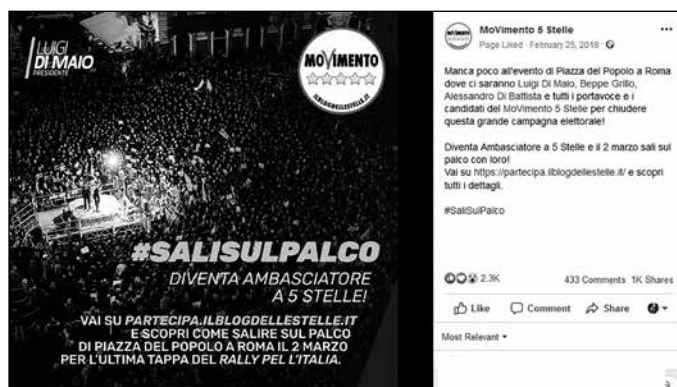 LUIGI
DI MAIO
PRESIDENTE
MOVIMENTO
ILBLOGDELLESTELLE.IT
#SALISULPALCO
DIVENTA AMBASCIATORE
A 5 STELLE!
VAI SU PARTECIPA.ILBLOGDELLESTELLE.IT
E SCOPRI COME SALIRE SUL PALCO
DI PIAZZA DEL POPOLO A ROMA IL 2 MARZO
PER L'ULTIMA TAPPA DEL RALLY PEL L'ITALIA.
MoVimento 5 Stelle
Page Liked · February 25, 2018 ·
Manca poco all'evento di Piazza del Popolo a Roma
dove ci saranno Luigi Di Maio, Beppe Grillo,
Alessandro Di Battista e tutti i portavoce e i
candidati del MoVimento 5 Stelle per chiudere
questa grande campagna elettorale!
Diventa Ambasciatore a 5 Stelle e il 2 marzo sali sul
palco con loro!
Vai su https://partecipa.ilblogdellestelle.it/ e scopri
tutti i dettagli.
#SaliSulPalco
2.3K 433 Comments 1K Shares
Like Comment Share
Most Relevant